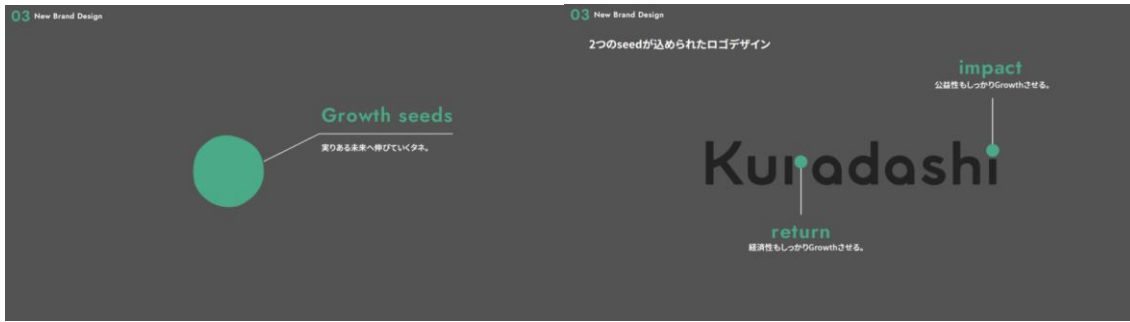 03 New Brand Design
Growth seeds
実りある未来へ伸びていくタネ。
03 New Brand Design
2つのseedが込められたロゴデザイン
impact
公益性もしっかりGrowthさせる。
Kuradashi
return
経済性もしっかりGrowthさせる。